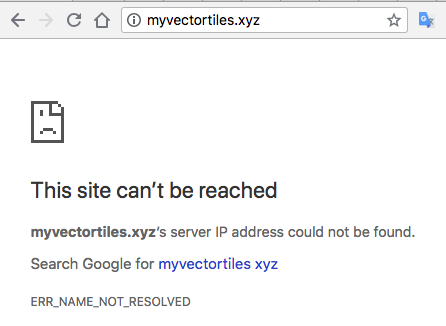 myvectortiles.xyz
This site can’t be reached
myvectortiles.xyz’s server IP address could not be found.
Search Google for myvectortiles xyz
ERR_NAME_NOT_RESOLVED